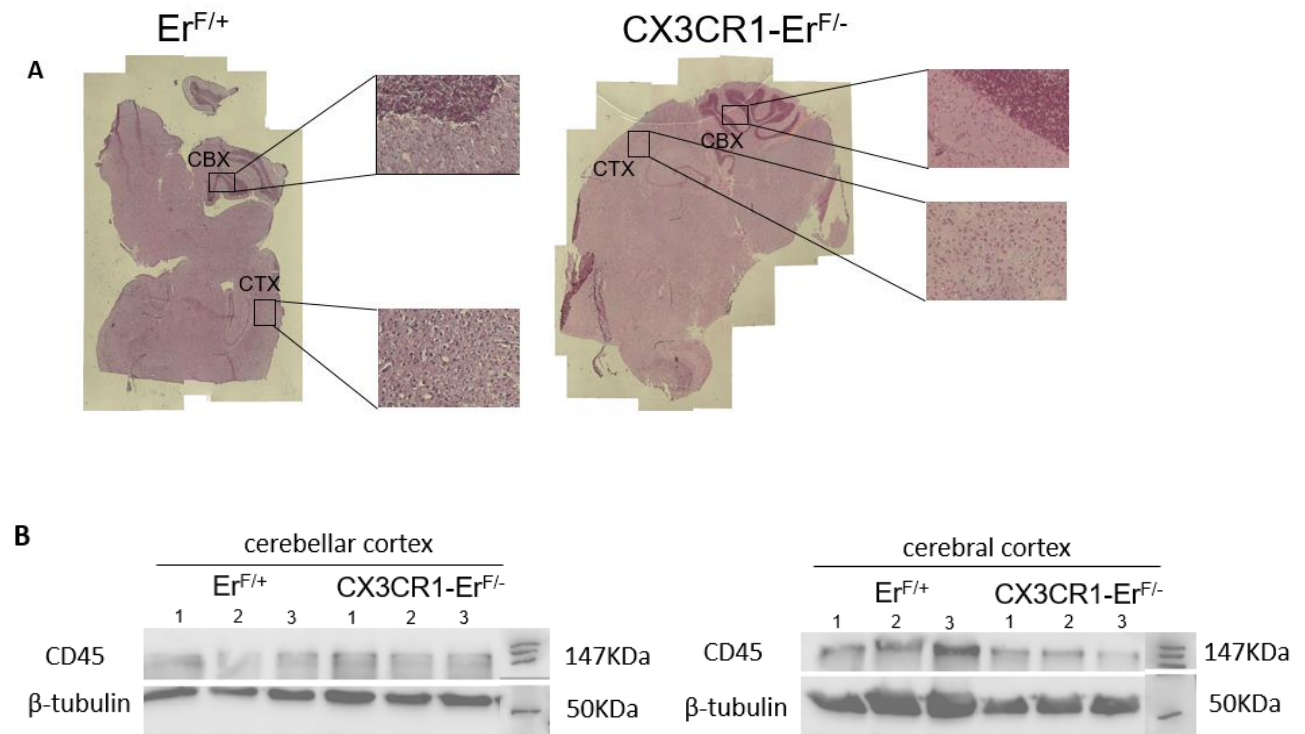 Er^F/+ CX3CR1-Er^F/-
A
CBX
CTX
CBX
CTX
B
cerebellar cortex
Er^F/+ CX3CR1-Er^F/-
1 2 3 1 2 3
CD45 147KDa
β-tubulin 50KDa
cerebral cortex
Er^F/+ CX3CR1-Er^F/-
1 2 3 1 2 3
CD45 147KDa
β-tubulin 50KDa